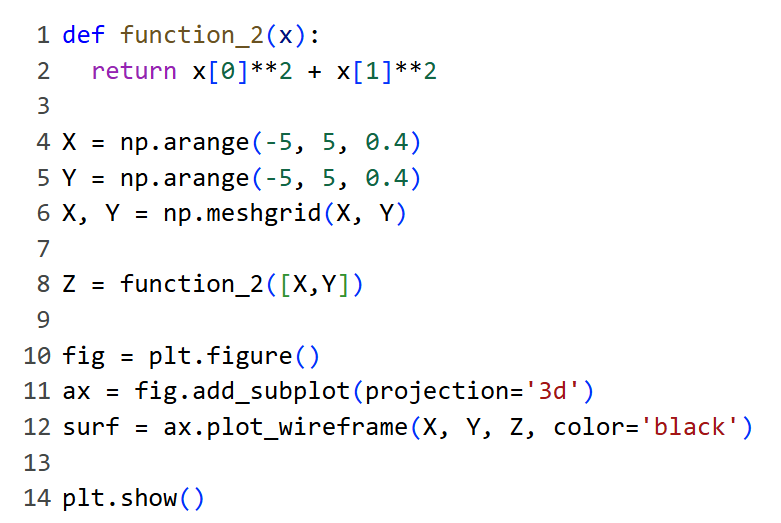 1 def function_2(x):
2   return x[0]**2 + x[1]**2
3
4 X = np.arange(-5, 5, 0.4)
5 Y = np.arange(-5, 5, 0.4)
6 X, Y = np.meshgrid(X, Y)
7
8 Z = function_2([X,Y])
9
10 fig = plt.figure()
11 ax = fig.add_subplot(projection='3d')
12 surf = ax.plot_wireframe(X, Y, Z, color='black')
13
14 plt.show()